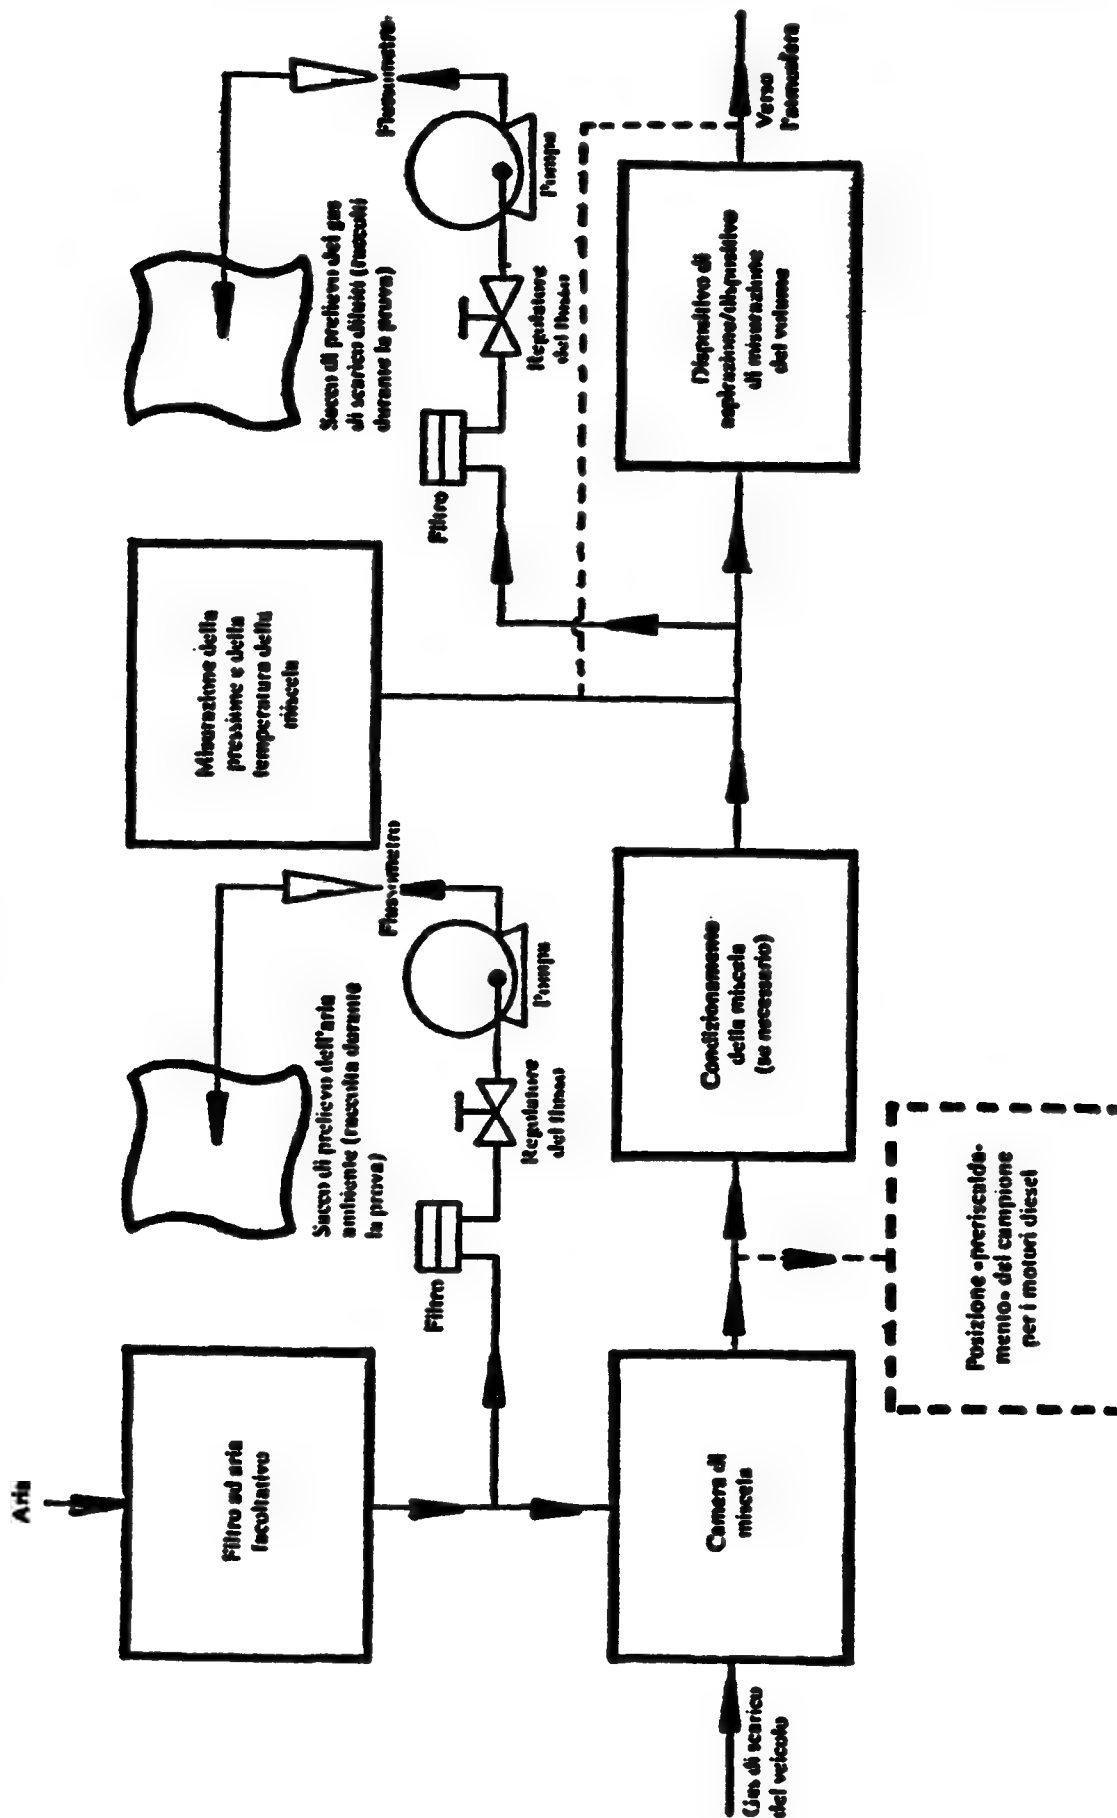 Aria
Filtro ad aria
facoltativo
Filtro
Sacco di prelievo dell'aria
ambiente (raccolta durante
la prova)
Regolatore
del flusso
Pompa
Flussometro
Misurazione della
pressione e della
temperatura della
miscela
Filtro
Sacco di prelievo dei gas
di scarico diluiti (raccolti
durante la prova)
Regolatore
del flusso
Pompa
Flussometro
Gas di scarico
del veicolo
Camera di
miscela
Condizionamento
della miscela
(se necessario)
Dispositivo di
aspirazione/dispositivo
di misurazione
del volume
Verso
l'atmosfera
Posizione «preriscalda-
mento» del campione
per i motori diesel